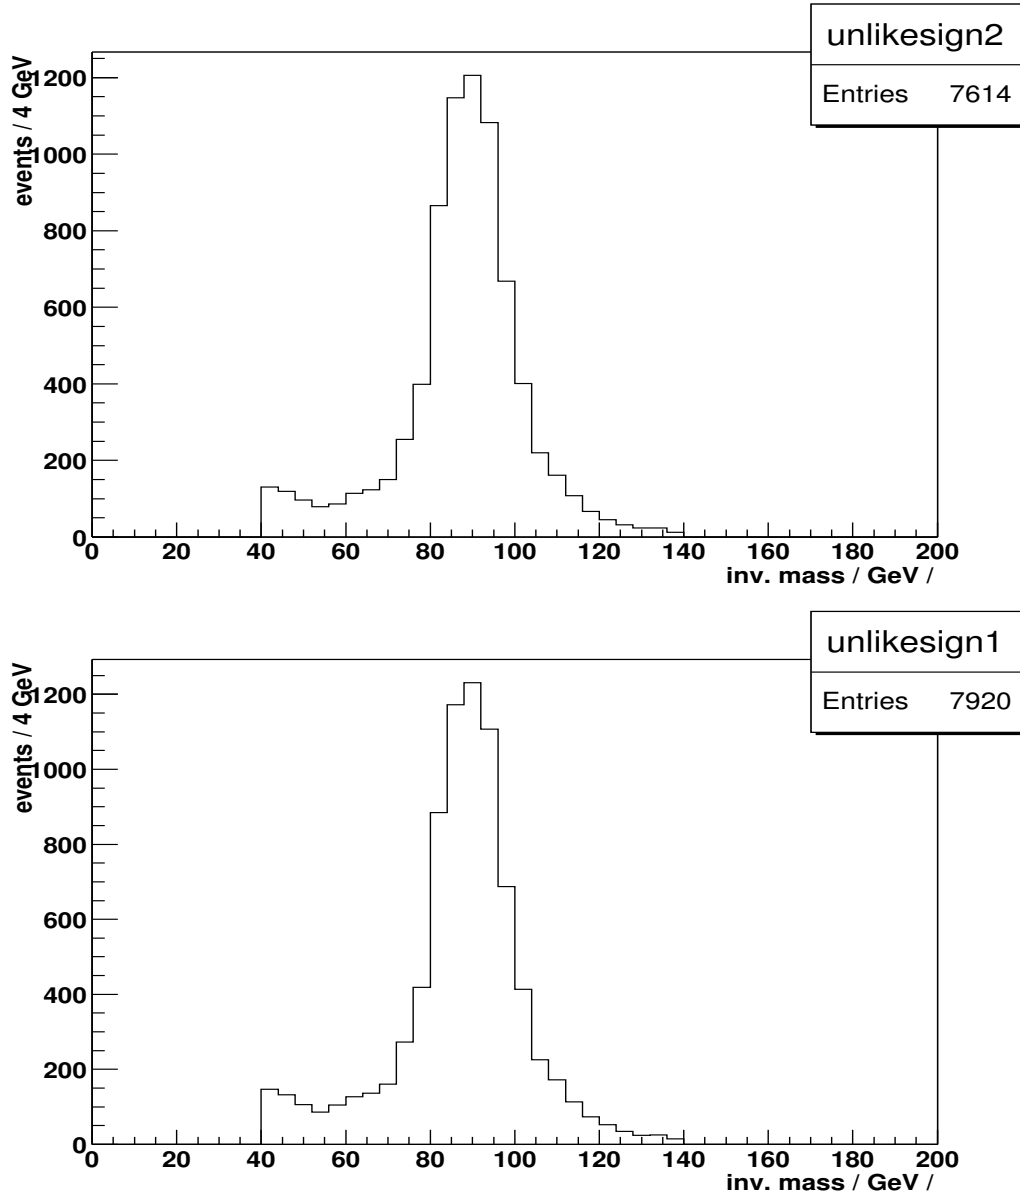 unlikesign2
Entries 7614
events / 4 GeV
1200
1000
800
600
400
200
0
0 20 40 60 80 100 120 140 160 180 200
inv. mass / GeV /
unlikesign1
Entries 7920
events / 4 GeV
1200
1000
800
600
400
200
0
0 20 40 60 80 100 120 140 160 180 200
inv. mass / GeV /